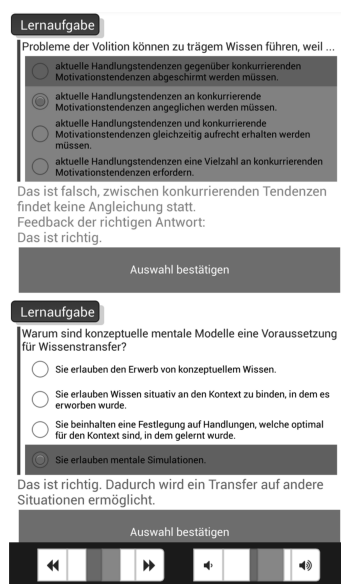 Lernaufgabe
Probleme der Volition können zu trägem Wissen führen, weil ...
aktuelle Handlungstendenzen gegenüber konkurrierenden
Motivationstendenzen abgeschirmt werden müssen.
aktuelle Handlungstendenzen an konkurrierende
Motivationstendenzen angeglichen werden müssen.
aktuelle Handlungstendenzen und konkurrierende
Motivationstendenzen gleichzeitig aufrecht erhalten werden
müssen.
aktuelle Handlungstendenzen eine Vielzahl an konkurrierenden
Motivationstendenzen erfordern.
Das ist falsch, zwischen konkurrierenden Tendenzen
findet keine Angleichung statt.
Feedback der richtigen Antwort:
Das ist richtig.
Auswahl bestätigen
Lernaufgabe
Warum sind konzeptuelle mentale Modelle eine Voraussetzung
für Wissenstransfer?
Sie erlauben den Erwerb von konzeptuellem Wissen.
Sie erlauben Wissen situativ an den Kontext zu binden, in dem es
erworben wurde.
Sie beinhalten eine Festlegung auf Handlungen, welche optimal
für den Kontext sind, in dem gelernt wurde.
Sie erlauben mentale Simulationen.
Das ist richtig. Dadurch wird ein Transfer auf andere
Situationen ermöglicht.
Auswahl bestätigen